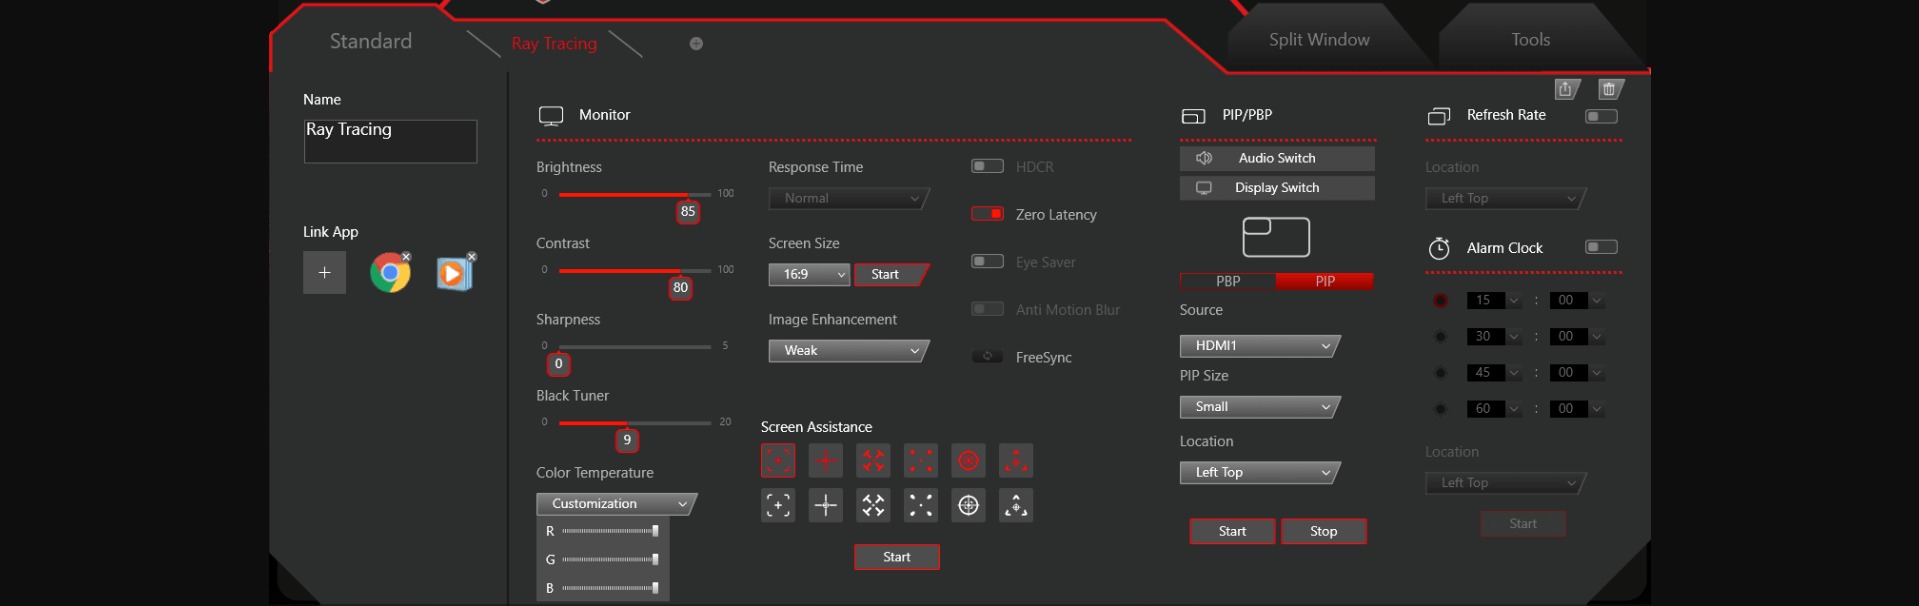 Standard
Ray Tracing
Split Window
Tools
Name
Ray Tracing
Link App
Monitor
Brightness
0
100
85
Contrast
0
100
80
Sharpness
0
5
0
Black Tuner
0
20
9
Color Temperature
Customization
R
G
B
Response Time
Normal
Screen Size
16:9
Start
Image Enhancement
Weak
HDCR
Zero Latency
Eye Saver
Anti Motion Blur
FreeSync
Screen Assistance
Start
PIP/PBP
Audio Switch
Display Switch
PBP
PIP
Source
HDMI1
PIP Size
Small
Location
Left Top
Start
Stop
Refresh Rate
Location
Left Top
Alarm Clock
15 : 00
30 : 00
45 : 00
60 : 00
Location
Left Top
Start